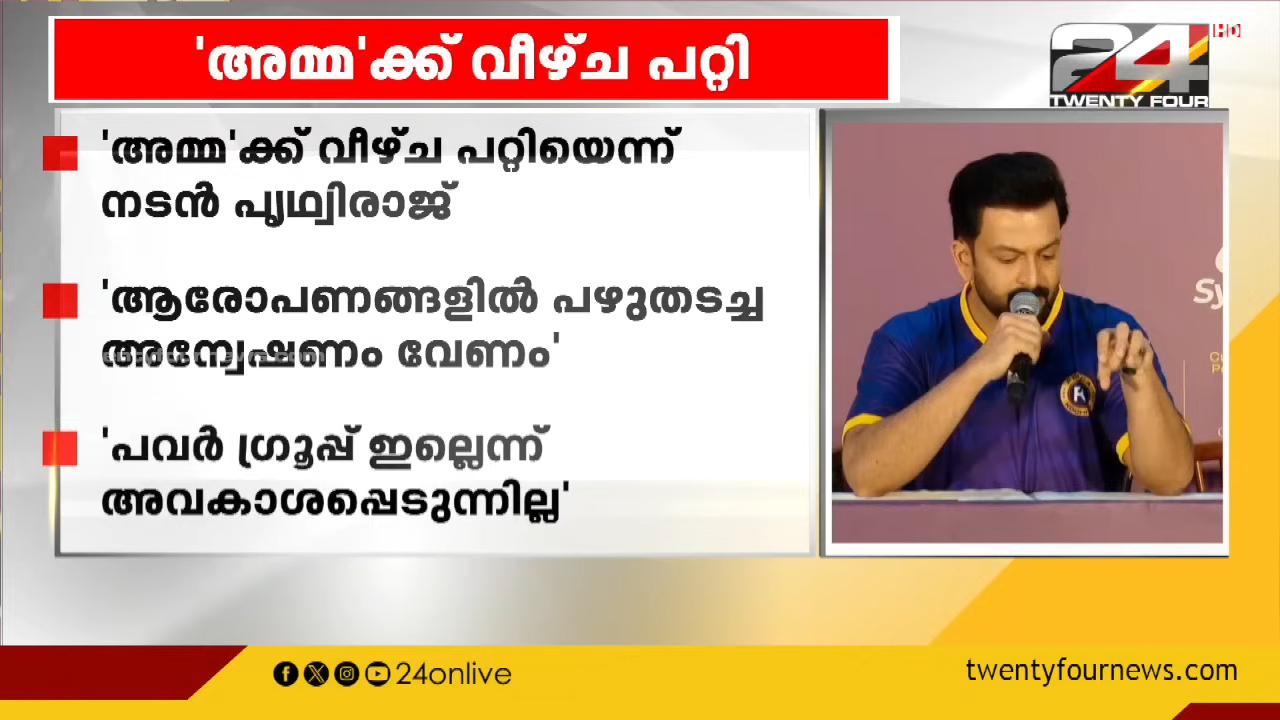 'അമ്മ'ക്ക് വീഴ്ച പറ്റി
24
HD
TWENTY FOUR
'അമ്മ'ക്ക് വീഴ്ച പറ്റിയെന്ന്
നടൻ പൃഥ്വിരാജ്
'ആരോപണങ്ങളിൽ പഴുതടച്ച
അന്വേഷണം വേണം'
'പവർ ഗ്രൂപ്പ് ഇല്ലെന്ന്
അവകാശപ്പെടുന്നില്ല'
24onlive
twentyfournews.com